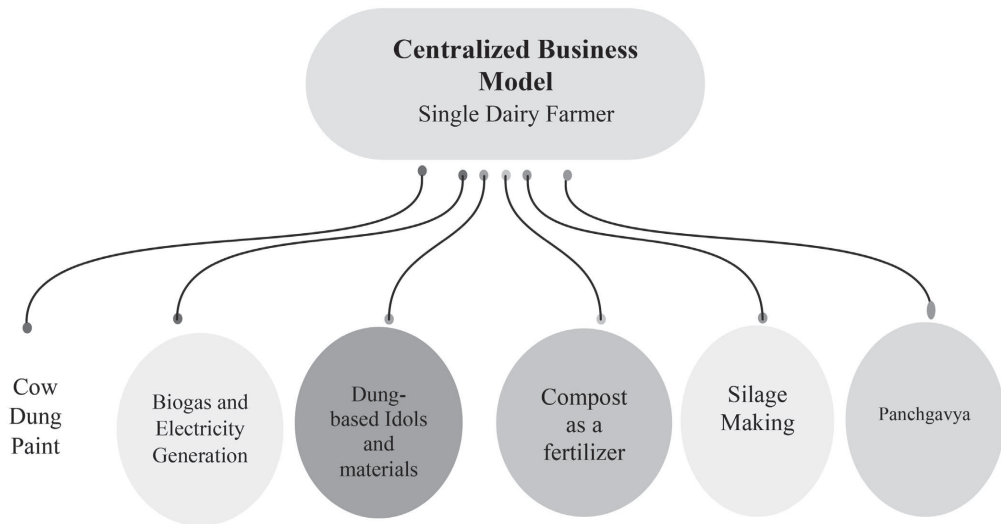 Centralized Business
Model
Single Dairy Farmer
Cow
Dung
Paint
Biogas and
Electricity
Generation
Dung-
based Idols
and
materials
Compost
as a
fertilizer
Silage
Making
Panchgavya